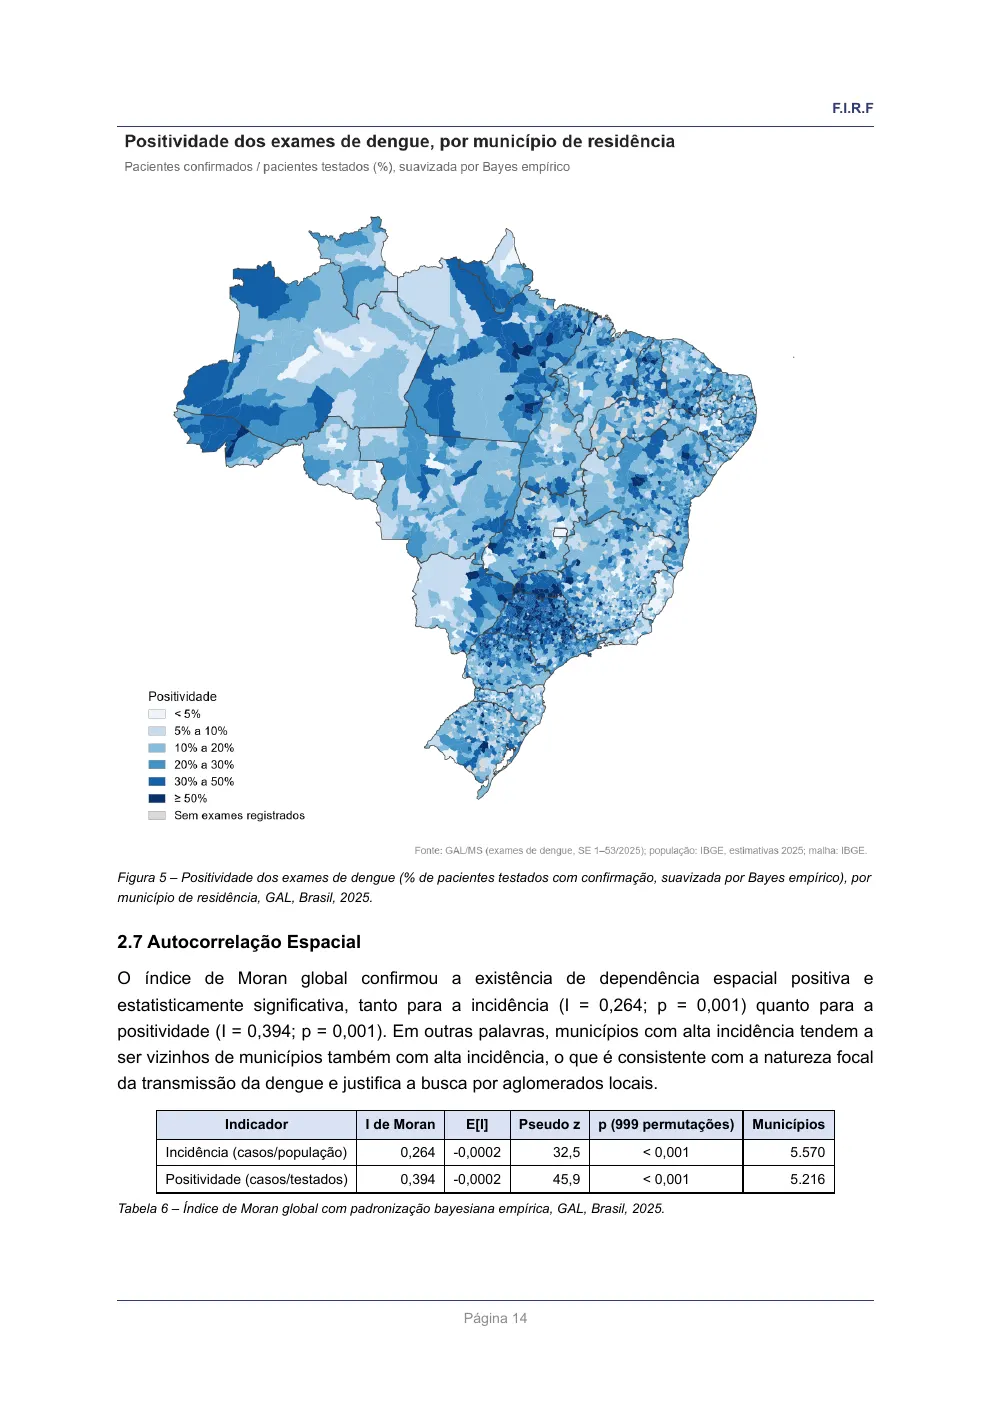 F.I.R.F
Positividade dos exames de dengue, por município de residência
Pacientes confirmados / pacientes testados (%), suavizada por Bayes empírico
Positividade
< 5%
5% a 10%
10% a 20%
20% a 30%
30% a 50%
≥ 50%
Sem exames registrados
Fonte: GAL/MS (exames de dengue, SE 1–53/2025); população: IBGE, estimativas 2025; malha: IBGE.
Figura 5 – Positividade dos exames de dengue (% de pacientes testados com confirmação, suavizada por Bayes empírico), por
município de residência, GAL, Brasil, 2025.
2.7 Autocorrelação Espacial
O índice de Moran global confirmou a existência de dependência espacial positiva e
estatisticamente significativa, tanto para a incidência (I = 0,264; p = 0,001) quanto para a
positividade (I = 0,394; p = 0,001). Em outras palavras, municípios com alta incidência tendem a
ser vizinhos de municípios também com alta incidência, o que é consistente com a natureza focal
da transmissão da dengue e justifica a busca por aglomerados locais.
Indicador I de Moran E[I] Pseudo z p (999 permutações) Municípios
Incidência (casos/população) 0,264 -0,0002 32,5 < 0,001 5.570
Positividade (casos/testados) 0,394 -0,0002 45,9 < 0,001 5.216
Tabela 6 – Índice de Moran global com padronização bayesiana empírica, GAL, Brasil, 2025.
Página 14